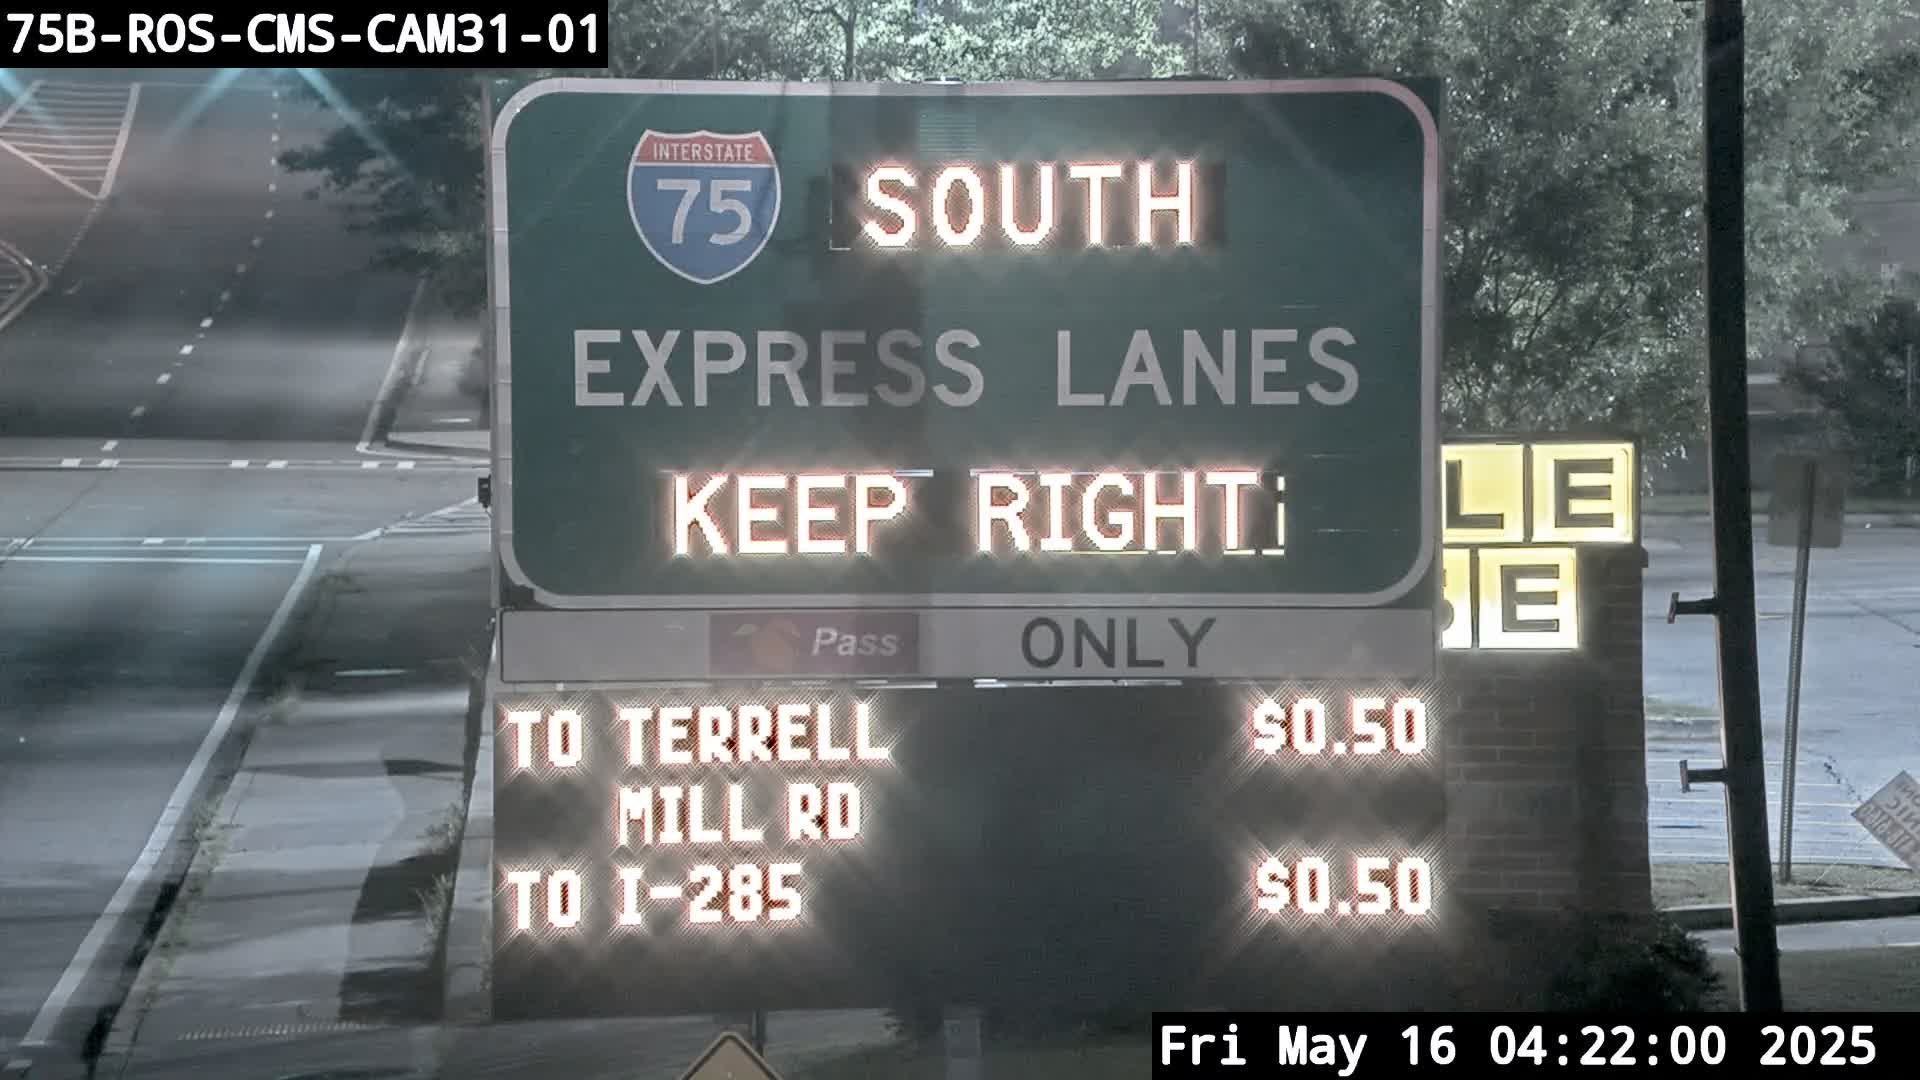 75B-ROS-CMS-CAM31-01
INTERSTATE
75
SOUTH
EXPRESS LANES
KEEP RIGHT
Pass ONLY
LE
E
TO TERRELL $0.50
MILL RD
TO I-285 $0.50
Fri May 16 04:22:00 2025